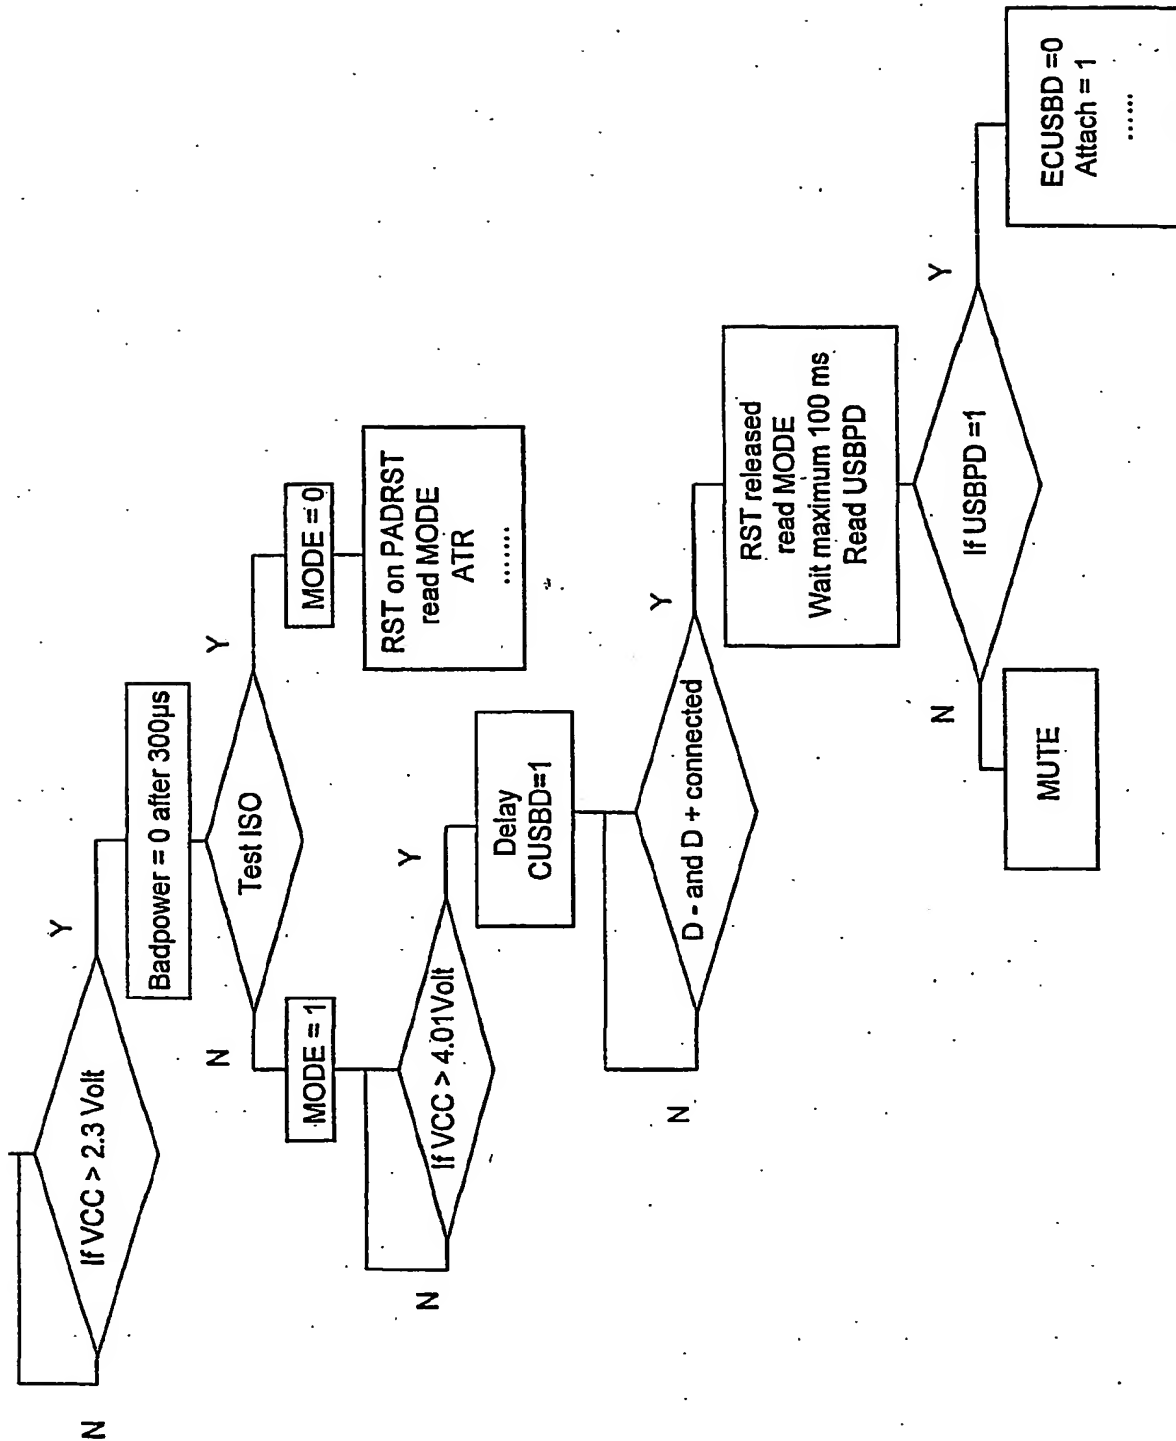 If VCC > 2.3 Volt
N
Y
Badpower = 0 after 300µs
Test ISO
N
Y
MODE = 1
MODE = 0
RST on PADRST
read MODE
ATR
.......
If VCC > 4.01Volt
N
Y
Delay
CUSBD=1
D - and D + connected
N
Y
RST released
read MODE
Wait maximum 100 ms
Read USBPD
If USBPD =1
N
Y
MUTE
ECUSBD =0
Attach = 1
......